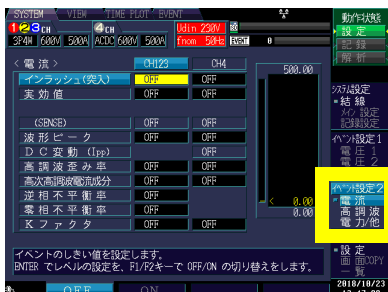 SYSTEM VIEW TIME PLOT EVENT
123CH 4CH Udin 230V
3P4W 600V 500A ACDC 600V 500A fnom 50Hz EVENT 0
動作状態
設定
記録
解析
<電流> CH123 CH4
インラッシュ(突入) OFF OFF
実効値 OFF OFF
(SENSE) OFF OFF
波形ピーク OFF OFF
DC変動 (Ipp) OFF
高調波歪み率 OFF OFF
高次高調波電流成分 OFF OFF
逆相不平衡率 OFF
零相不平衡率 OFF
Kファクタ OFF OFF
500.00
< 0.00
0.00
システム設定
結線
メイン設定
記録設定
イベント設定1
電圧1
電圧2
イベント設定2
電流
高調波
電力/他
設定
画面COPY
一覧
イベントのしきい値を設定します。
ENTER でレベルの設定を、F1/F2キーで OFF/ON の切り替えをします。
OFF ON
2018/10/23